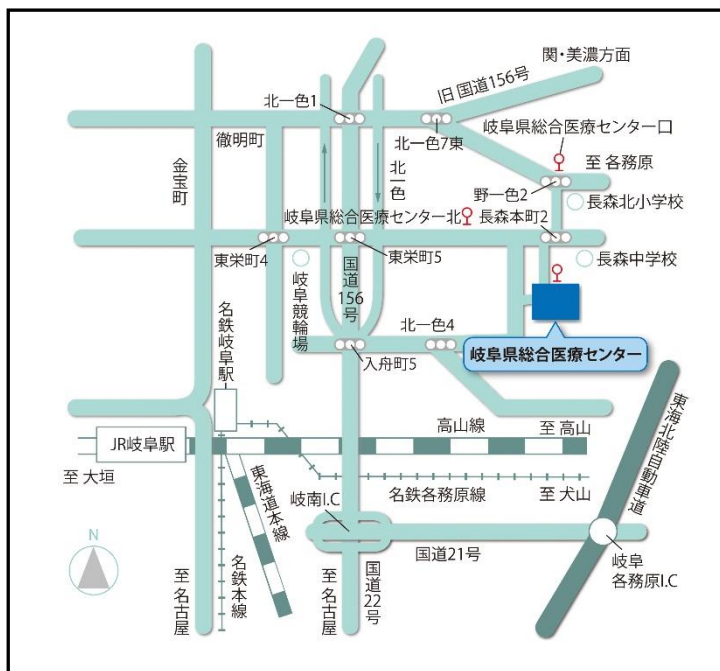 関・美濃方面
旧 国道156号
北一色1
北一色7東
岐阜県総合医療センター口
徹明町
至 各務原
金宝町
北一色
野一色2
長森北小学校
岐阜県総合医療センター北
長森本町2
東栄町4
東栄町5
長森中学校
国道156号
岐阜競輪場
北一色4
岐阜県総合医療センター
入舟町5
名鉄岐阜駅
東海北陸自動車道
高山線
至 高山
JR岐阜駅
至 大垣
東海道本線
名鉄各務原線
至 犬山
岐南I.C
N
国道21号
岐阜
各務原I.C
名鉄本線
至 名古屋
至 名古屋
国道22号